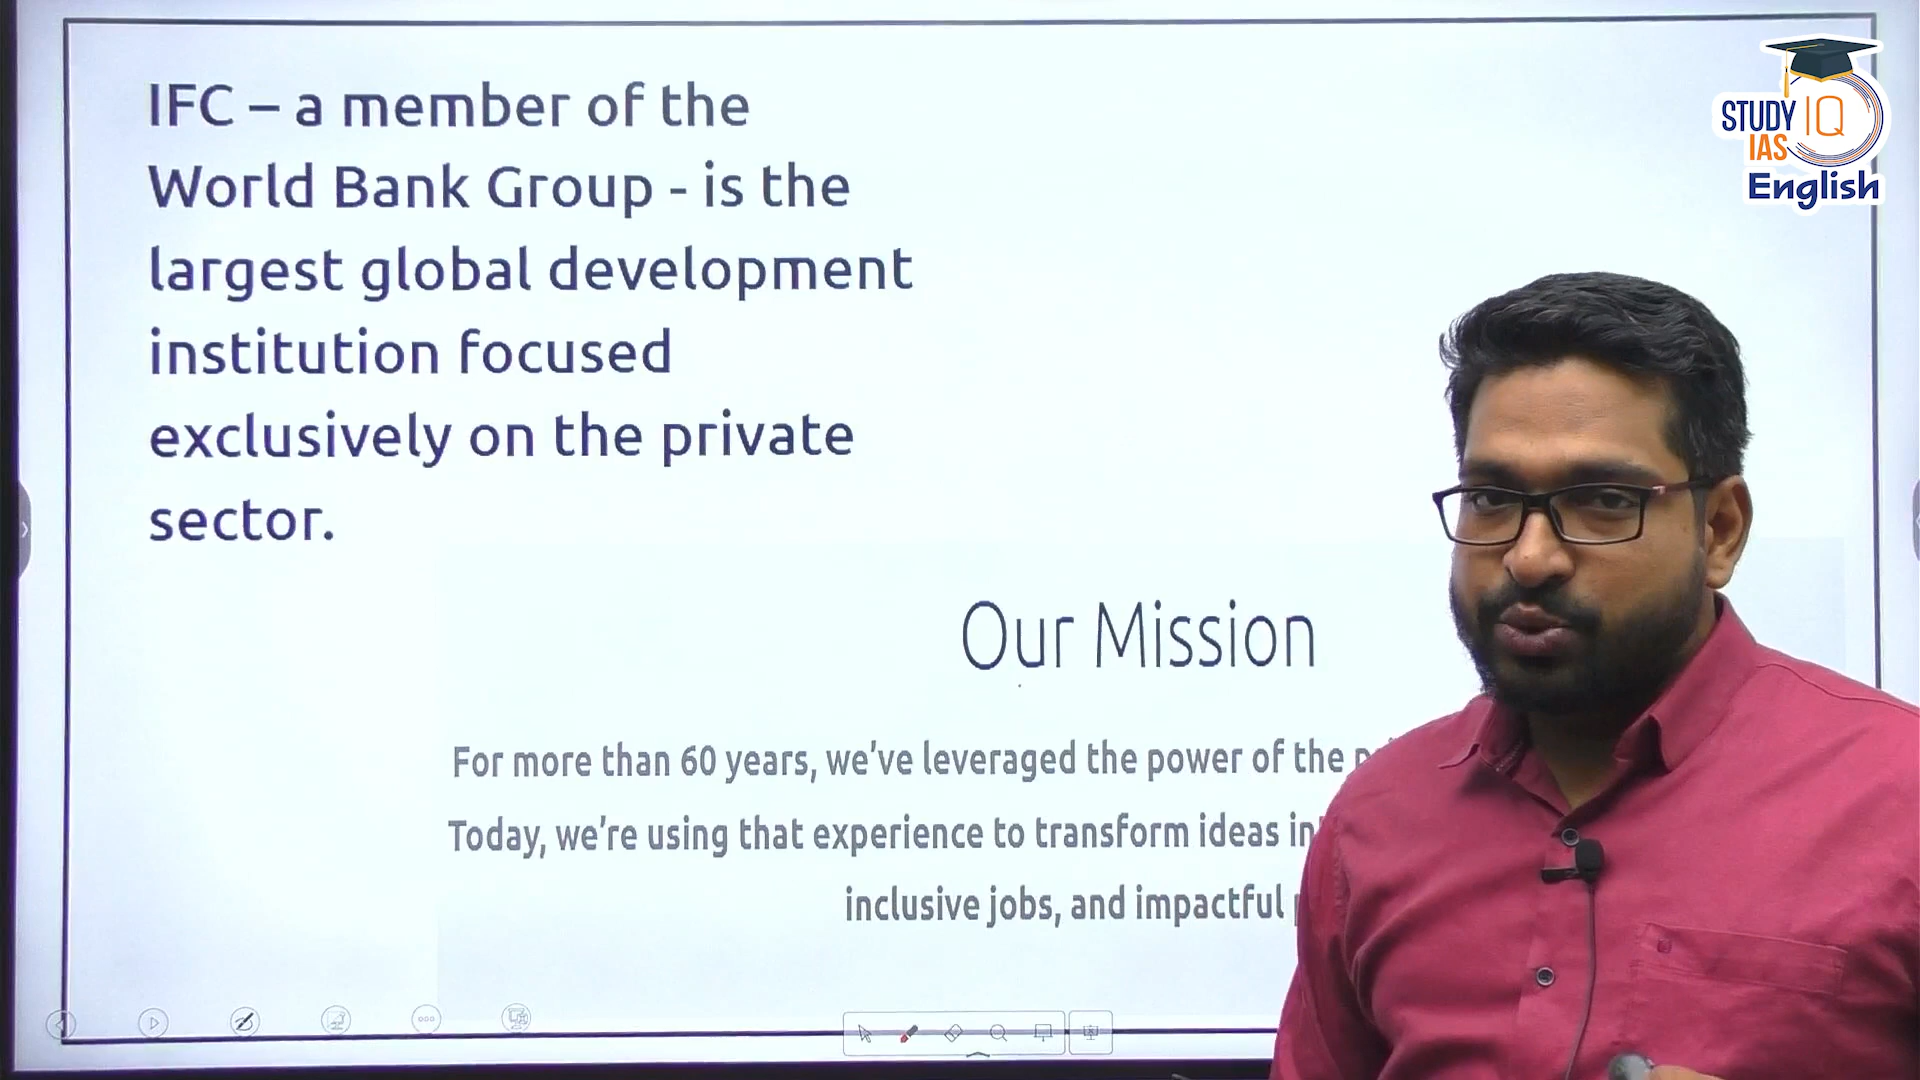 IFC – a member of the
World Bank Group - is the
largest global development
institution focused
exclusively on the private
sector.
STUDY IQ
IAS
English
Our Mission
For more than 60 years, we’ve leveraged the power of the
Today, we’re using that experience to transform ideas
inclusive jobs, and impactful